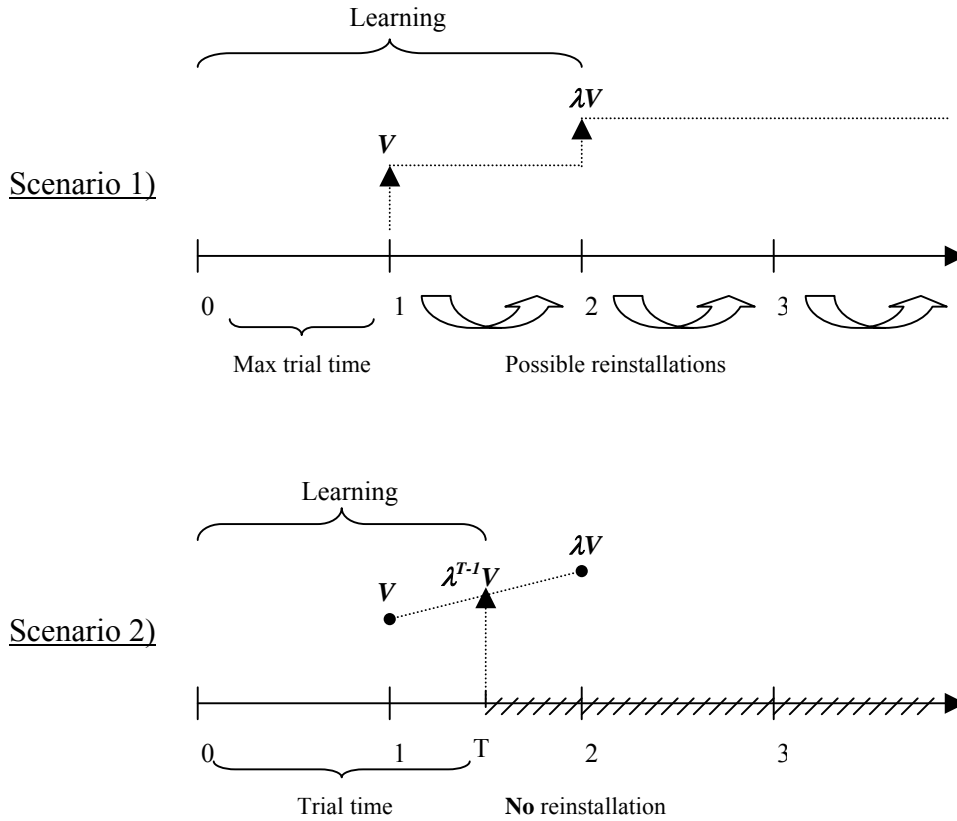 Learning
λV
V
Scenario 1)
0 1 2 3
Max trial time Possible reinstallations
Learning
λV
λ^{T-1}V
V
Scenario 2)
0 1 T 2 3
Trial time No reinstallation